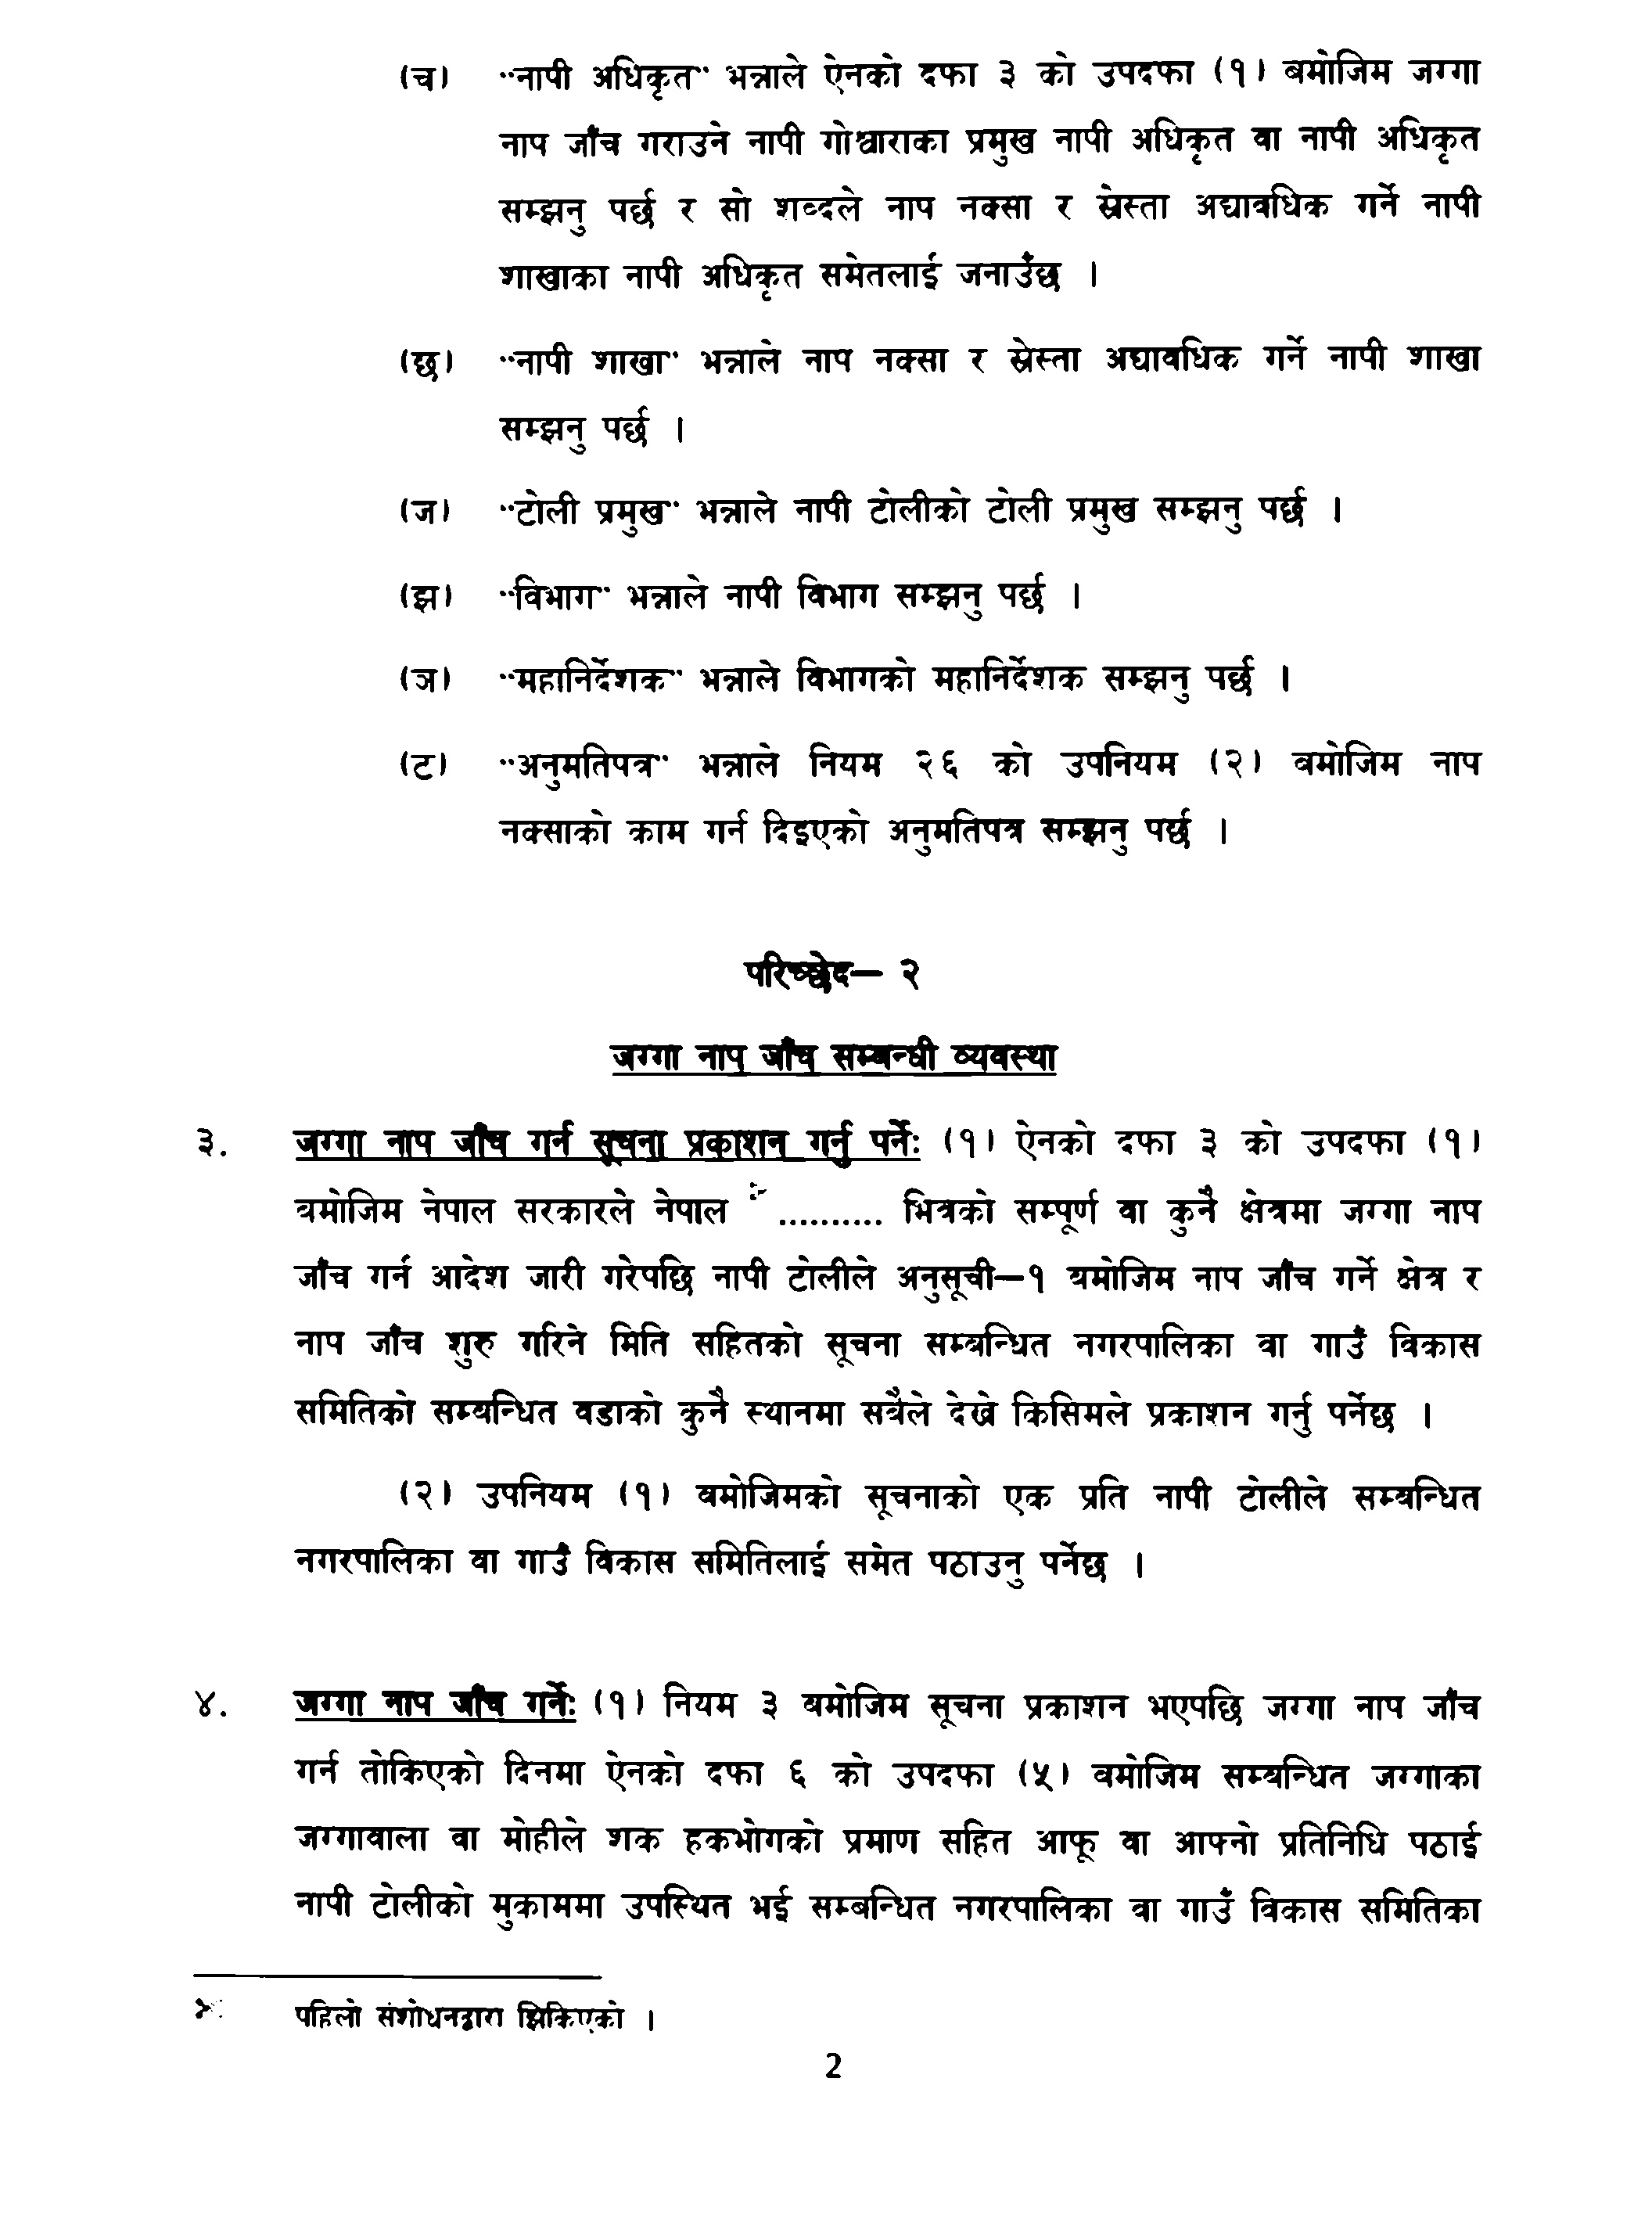 (च) "नापी अधिकृत" भन्नाले ऐनको दफा ३ को उपदफा (१) बमोजिम जग्गा
नाप जाँच गराउने नापी गोश्वाराका प्रमुख नापी अधिकृत वा नापी अधिकृत
सम्झनु पर्छ र सो शब्दले नाप नक्सा र स्रेस्ता अद्यावधिक गर्ने नापी
शाखाका नापी अधिकृत समेतलाई जनाउँछ ।
(छ) "नापी शाखा" भन्नाले नाप नक्सा र स्रेस्ता अद्यावधिक गर्ने नापी शाखा
सम्झनु पर्छ ।
(ज) "टोली प्रमुख" भन्नाले नापी टोलीको टोली प्रमुख सम्झनु पर्छ ।
(झ) "विभाग" भन्नाले नापी विभाग सम्झनु पर्छ ।
(ञ) "महानिर्देशक" भन्नाले विभागको महानिर्देशक सम्झनु पर्छ ।
(ट) "अनुमतिपत्र" भन्नाले नियम २६ को उपनियम (२) बमोजिम नाप
नक्साको काम गर्न दिइएको अनुमतिपत्र सम्झनु पर्छ ।
परिच्छेद– २
जग्गा नाप जाँच सम्बन्धी व्यवस्था
३. जग्गा नाप जाँच गर्न सूचना प्रकाशन गर्नु पर्नेः (१) ऐनको दफा ३ को उपदफा (१)
बमोजिम नेपाल सरकारले नेपाल .......... भित्रको सम्पूर्ण वा कुनै क्षेत्रमा जग्गा नाप
जाँच गर्न आदेश जारी गरेपछि नापी टोलीले अनुसूची–१ बमोजिम नाप जाँच गर्ने क्षेत्र र
नाप जाँच शुरु गरिने मिति सहितको सूचना सम्बन्धित नगरपालिका वा गाउँ विकास
समितिको सम्बन्धित वडाको कुनै स्थानमा सबैले देखे किसिमले प्रकाशन गर्नु पर्नेछ ।
(२) उपनियम (१) बमोजिमको सूचनाको एक प्रति नापी टोलीले सम्बन्धित
नगरपालिका वा गाउँ विकास समितिलाई समेत पठाउनु पर्नेछ ।
४. जग्गा नाप जाँच गर्नेः (१) नियम ३ बमोजिम सूचना प्रकाशन भएपछि जग्गा नाप जाँच
गर्न तोकिएको दिनमा ऐनको दफा ६ को उपदफा (५) बमोजिम सम्बन्धित जग्गाका
जग्गावाला वा मोहीले शक हकभोगको प्रमाण सहित आफू वा आफ्नो प्रतिनिधि पठाई
नापी टोलीको मुकाममा उपस्थित भई सम्बन्धित नगरपालिका वा गाउँ विकास समितिका
पहिलो संशोधनद्वारा झिकिएको ।
2